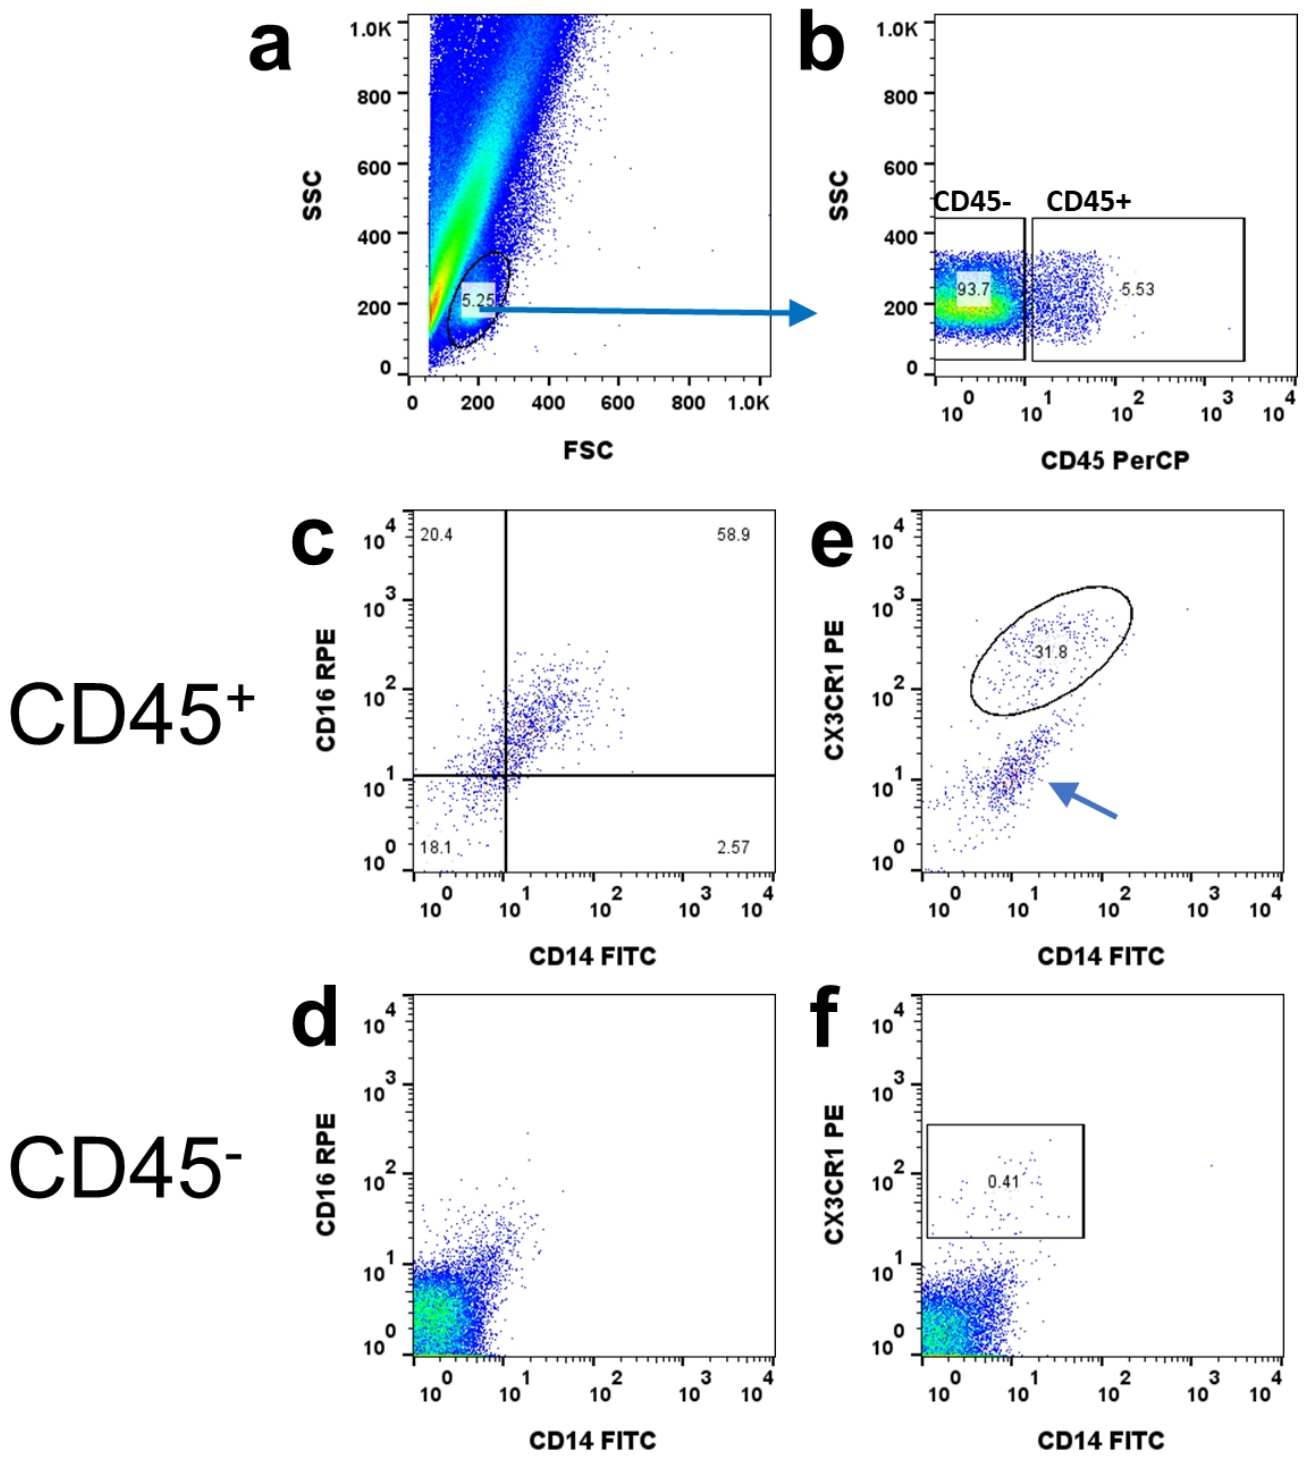 a
b
1.0K
800
600
400
200
0
SSC
5.25
0 200 400 600 800 1.0K
FSC
1.0K
800
600
400
200
0
SSC
CD45- CD45+
93.7
5.53
10^0 10^1 10^2 10^3 10^4
CD45 PerCP
CD45+
c
10^4
10^3
10^2
10^1
10^0
CD16 RPE
20.4 58.9
18.1 2.57
10^0 10^1 10^2 10^3 10^4
CD14 FITC
e
10^4
10^3
10^2
10^1
10^0
CX3CR1 PE
31.8
10^0 10^1 10^2 10^3 10^4
CD14 FITC
CD45-
d
10^4
10^3
10^2
10^1
10^0
CD16 RPE
10^0 10^1 10^2 10^3 10^4
CD14 FITC
f
10^4
10^3
10^2
10^1
10^0
CX3CR1 PE
0.41
10^0 10^1 10^2 10^3 10^4
CD14 FITC